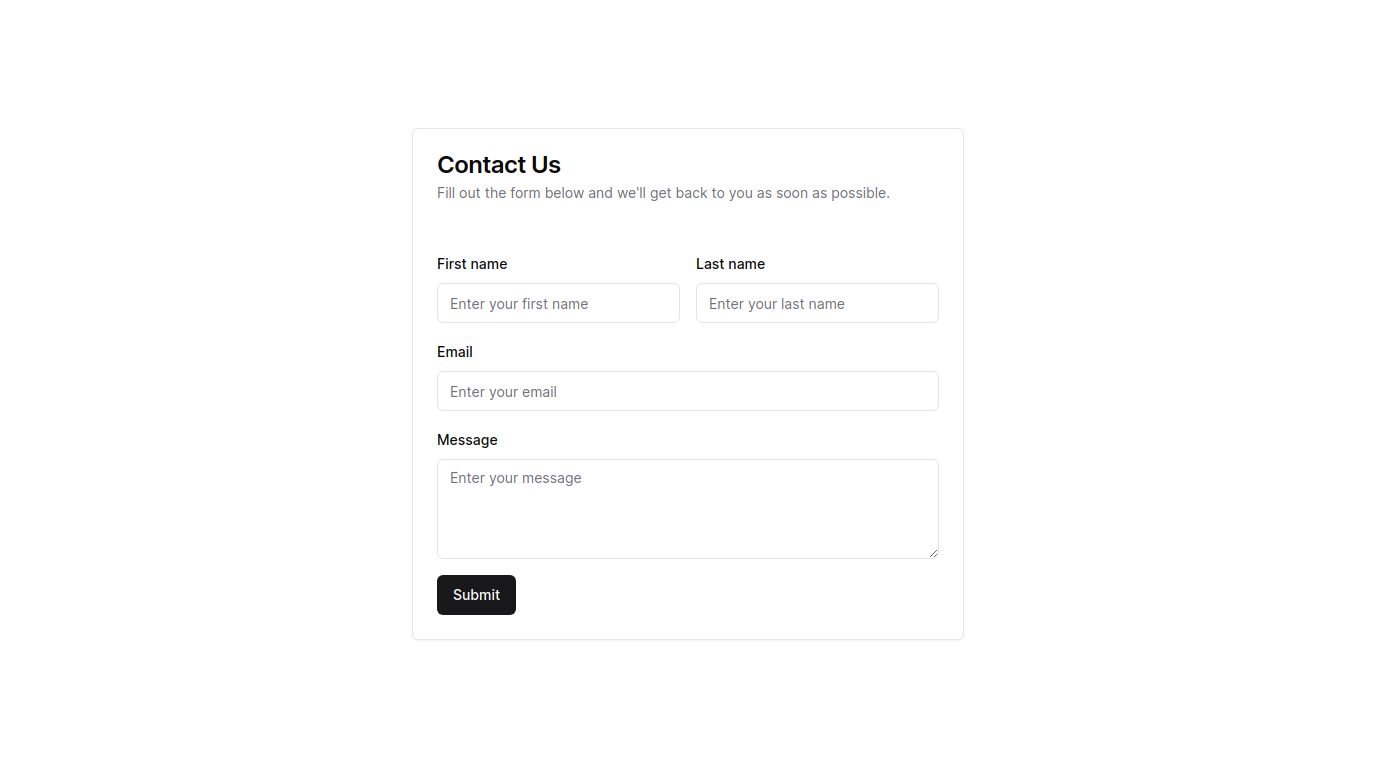 Contact Us
Fill out the form below and we'll get back to you as soon as possible.
First name
Last name
Enter your first name
Enter your last name
Email
Enter your email
Message
Enter your message
Submit